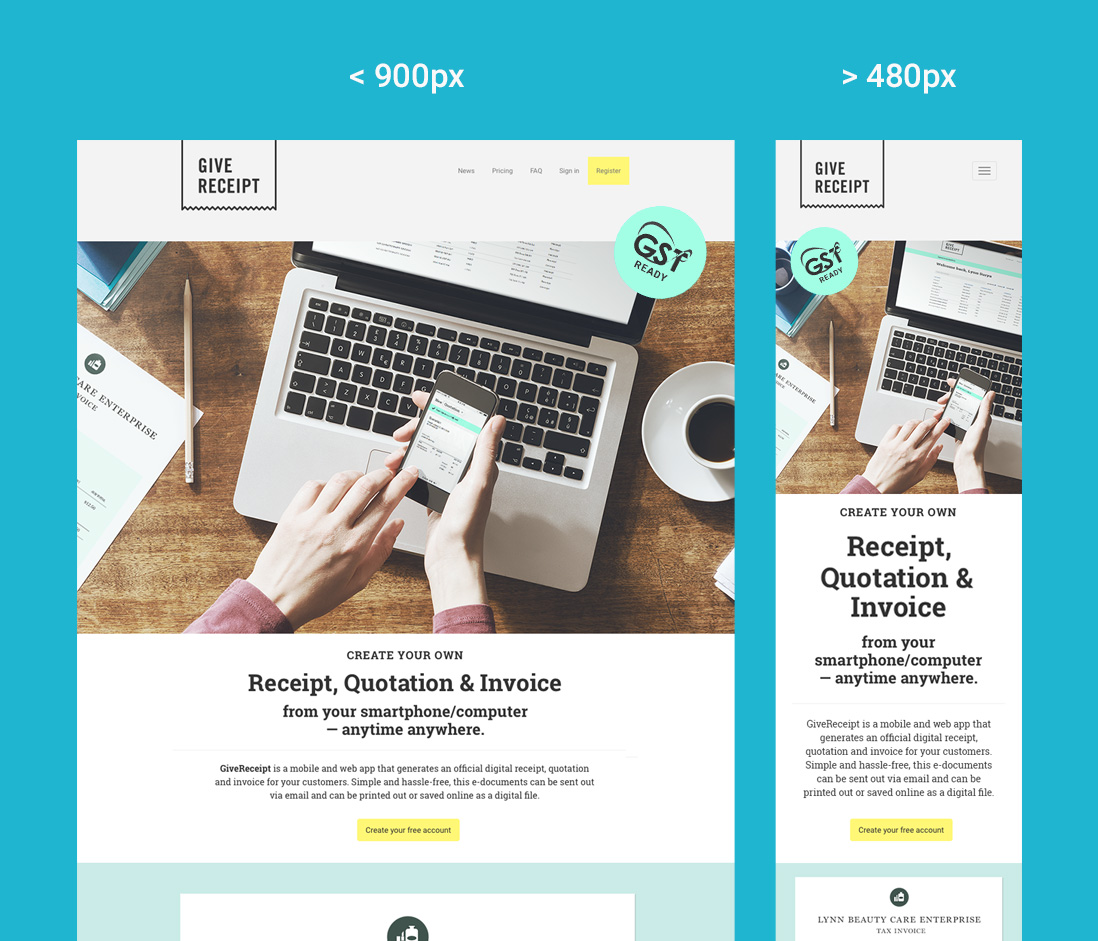 < 900px
> 480px
GIVE
RECEIPT
News Pricing FAQ Sign in Register
GST
READY
CARE ENTERPRISE
INVOICE
CREATE YOUR OWN
Receipt, Quotation & Invoice
from your smartphone/computer
— anytime anywhere.
GiveReceipt is a mobile and web app that generates an official digital receipt, quotation
and invoice for your customers. Simple and hassle-free, this e-documents can be sent out
via email and can be printed out or saved online as a digital file.
Create your free account
GIVE
RECEIPT
GST
READY
CARE ENTERPRISE
CREATE YOUR OWN
Receipt,
Quotation &
Invoice
from your
smartphone/computer
— anytime anywhere.
GiveReceipt is a mobile and web app that
generates an official digital receipt,
quotation and invoice for your customers.
Simple and hassle-free, this e-documents
can be sent out via email and can be
printed out or saved online as a digital file.
Create your free account
LYNN BEAUTY CARE ENTERPRISE
TAX INVOICE